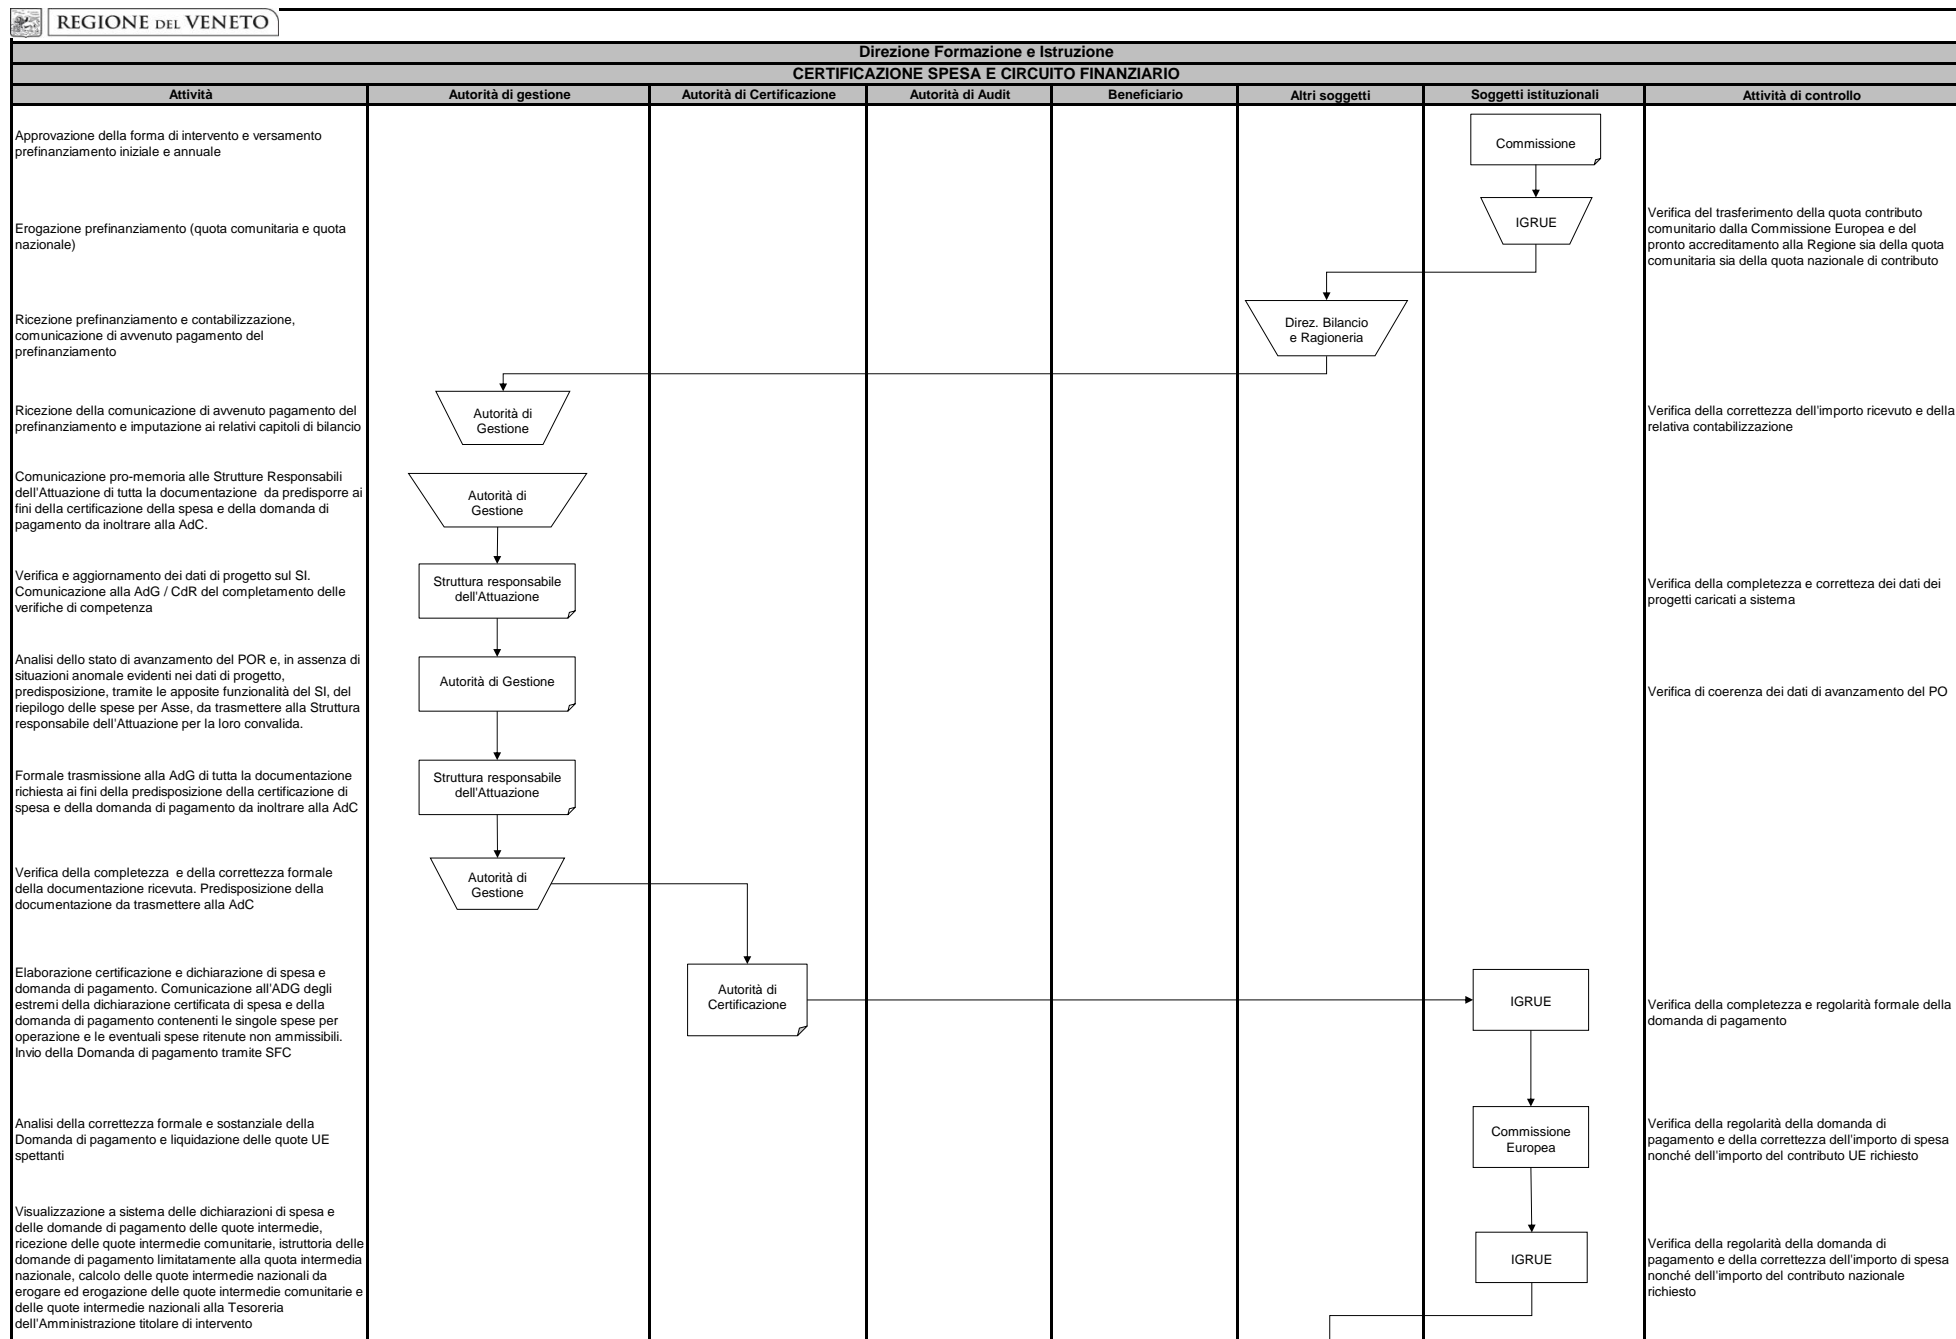 REGIONE DEL VENETO
Direzione Formazione e Istruzione
CERTIFICAZIONE SPESA E CIRCUITO FINANZIARIO
Attività
Autorità di gestione
Autorità di Certificazione
Autorità di Audit
Beneficiario
Altri soggetti
Soggetti istituzionali
Attività di controllo
Approvazione della forma di intervento e versamento
prefinanziamento iniziale e annuale
Commissione
Erogazione prefinanziamento (quota comunitaria e quota
nazionale)
IGRUE
Verifica del trasferimento della quota contributo
comunitario dalla Commissione Europea e del
pronto accreditamento alla Regione sia della quota
comunitaria sia della quota nazionale di contributo
Ricezione prefinanziamento e contabilizzazione,
comunicazione di avvenuto pagamento del
prefinanziamento
Direz. Bilancio
e Ragioneria
Ricezione della comunicazione di avvenuto pagamento del
prefinanziamento e imputazione ai relativi capitoli di bilancio
Autorità di
Gestione
Verifica della correttezza dell'importo ricevuto e della
relativa contabilizzazione
Comunicazione pro-memoria alle Strutture Responsabili
dell'Attuazione di tutta la documentazione  da predisporre ai
fini della certificazione della spesa e della domanda di
pagamento da inoltrare alla AdC.
Autorità di
Gestione
Verifica e aggiornamento dei dati di progetto sul SI.
Comunicazione alla AdG / CdR del completamento delle
verifiche di competenza
Struttura responsabile
dell'Attuazione
Verifica della completezza e corretteza dei dati dei
progetti caricati a sistema
Analisi dello stato di avanzamento del POR e, in assenza di
situazioni anomale evidenti nei dati di progetto,
predisposizione, tramite le apposite funzionalità del SI, del
riepilogo delle spese per Asse, da trasmettere alla Struttura
responsabile dell'Attuazione per la loro convalida.
Autorità di Gestione
Verifica di coerenza dei dati di avanzamento del PO
Formale trasmissione alla AdG di tutta la documentazione
richiesta ai fini della predisposizione della certificazione di
spesa e della domanda di pagamento da inoltrare alla AdC
Struttura responsabile
dell'Attuazione
Verifica della completezza  e della correttezza formale
della documentazione ricevuta. Predisposizione della
documentazione da trasmettere alla AdC
Autorità di
Gestione
Elaborazione certificazione e dichiarazione di spesa e
domanda di pagamento. Comunicazione all'ADG degli
estremi della dichiarazione certificata di spesa e della
domanda di pagamento contenenti le singole spese per
operazione e le eventuali spese ritenute non ammissibili.
Invio della Domanda di pagamento tramite SFC
Autorità di
Certificazione
IGRUE
Verifica della completezza e regolarità formale della
domanda di pagamento
Analisi della correttezza formale e sostanziale della
Domanda di pagamento e liquidazione delle quote UE
spettanti
Commissione
Europea
Verifica della regolarità della domanda di
pagamento e della correttezza dell'importo di spesa
nonché dell'importo del contributo UE richiesto
Visualizzazione a sistema delle dichiarazioni di spesa e
delle domande di pagamento delle quote intermedie,
ricezione delle quote intermedie comunitarie, istruttoria delle
domande di pagamento limitatamente alla quota intermedia
nazionale, calcolo delle quote intermedie nazionali da
erogare ed erogazione delle quote intermedie comunitarie e
delle quote intermedie nazionali alla Tesoreria
dell'Amministrazione titolare di intervento
IGRUE
Verifica della regolarità della domanda di
pagamento e della correttezza dell'importo di spesa
nonché dell'importo del contributo nazionale
richiesto